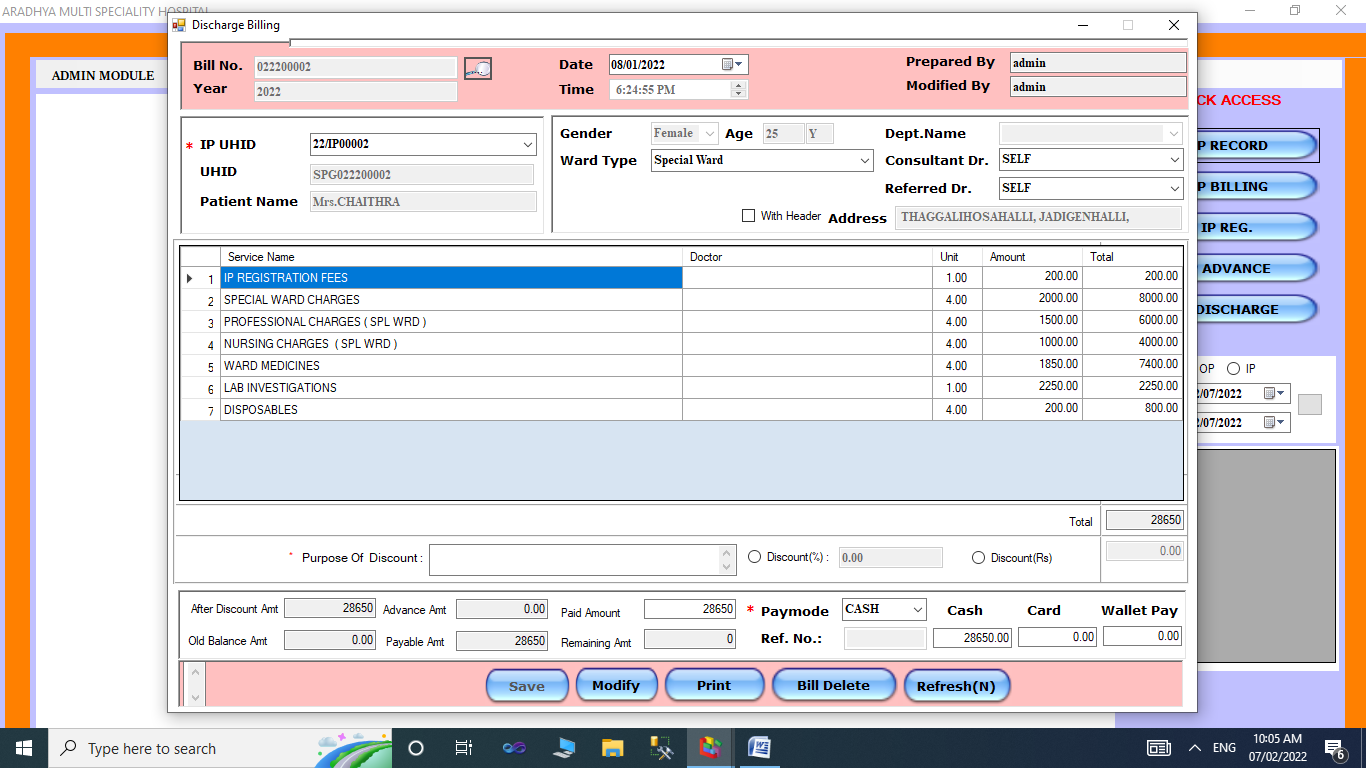 ARADHYA MULTI SPECIALITY HOSPITAL
Discharge Billing
ADMIN MODULE
Bill No. 022200002
Year 2022
Date 08/01/2022
Time 6:24:55 PM
Prepared By admin
Modified By admin
* IP UHID 22/IP00002
UHID SPG022200002
Patient Name Mrs.CHAITHRA
Gender Female Age 25 Y Dept.Name
Ward Type Special Ward Consultant Dr. SELF
Referred Dr. SELF
With Header Address THAGGALIHOSAHALLI, JADIGENHALLI,
Service Name Doctor Unit Amount Total
1 IP REGISTRATION FEES 1.00 200.00 200.00
2 SPECIAL WARD CHARGES 4.00 2000.00 8000.00
3 PROFESSIONAL CHARGES ( SPL WRD ) 4.00 1500.00 6000.00
4 NURSING CHARGES ( SPL WRD ) 4.00 1000.00 4000.00
5 WARD MEDICINES 4.00 1850.00 7400.00
6 LAB INVESTIGATIONS 1.00 2250.00 2250.00
7 DISPOSABLES 4.00 200.00 800.00
Total 28650
* Purpose Of Discount : Discount(%) : 0.00 Discount(Rs) 0.00
After Discount Amt 28650 Advance Amt 0.00 Paid Amount 28650 * Paymode CASH Cash Card Wallet Pay
Old Balance Amt 0.00 Payable Amt 28650 Remaining Amt 0 Ref. No.: 28650.00 0.00 0.00
Save Modify Print Bill Delete Refresh(N)
CK ACCESS
P RECORD
P BILLING
IP REG.
ADVANCE
DISCHARGE
OP IP
2/07/2022
2/07/2022
Type here to search
ENG
10:05 AM
07/02/2022
6